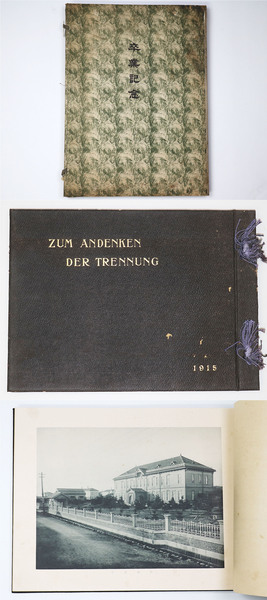 卒業記念
ZUM ANDENKEN
DER TRENNUNG
1915